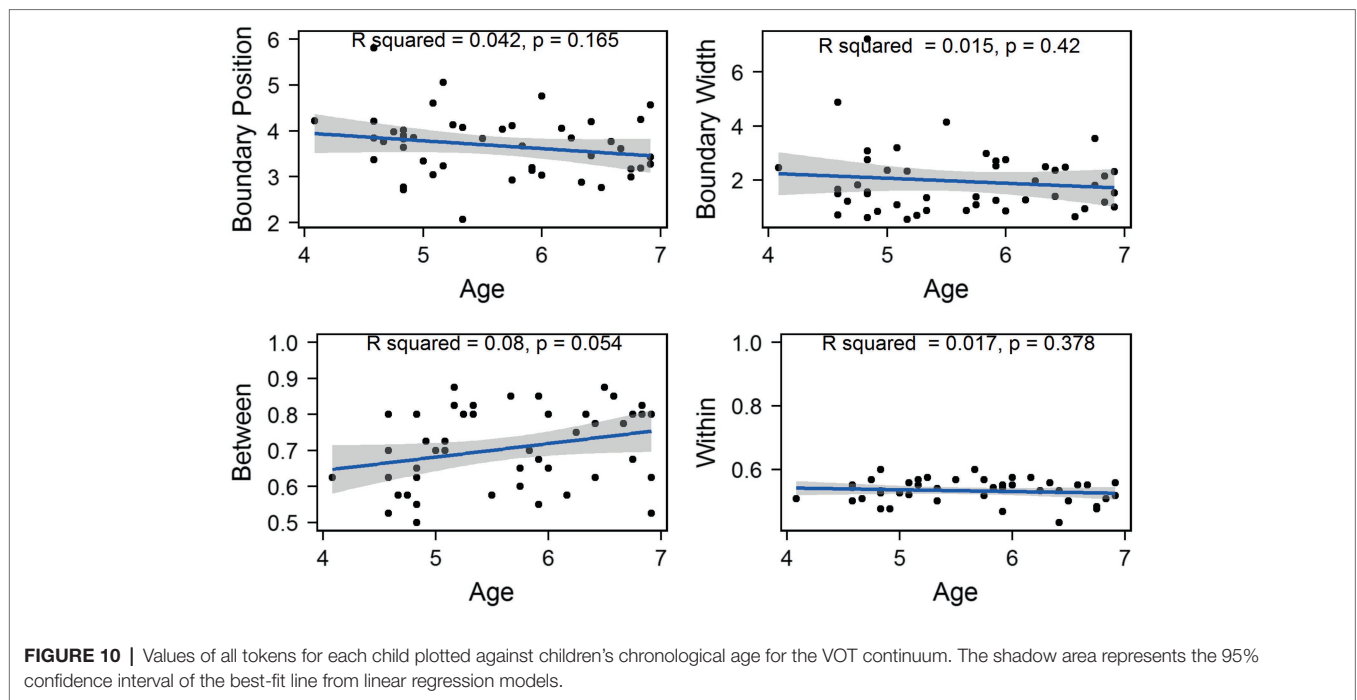 R squared = 0.042, p = 0.165
Boundary Position
6
5
4
3
2
4 5 6 7
Age
R squared = 0.015, p = 0.42
Boundary Width
6
4
2
4 5 6 7
Age
R squared = 0.08, p = 0.054
Between
1.0
0.9
0.8
0.7
0.6
0.5
4 5 6 7
Age
R squared = 0.017, p = 0.378
Within
1.0
0.8
0.6
4 5 6 7
Age
FIGURE 10 | Values of all tokens for each child plotted against children’s chronological age for the VOT continuum. The shadow area represents the 95%
confidence interval of the best-fit line from linear regression models.